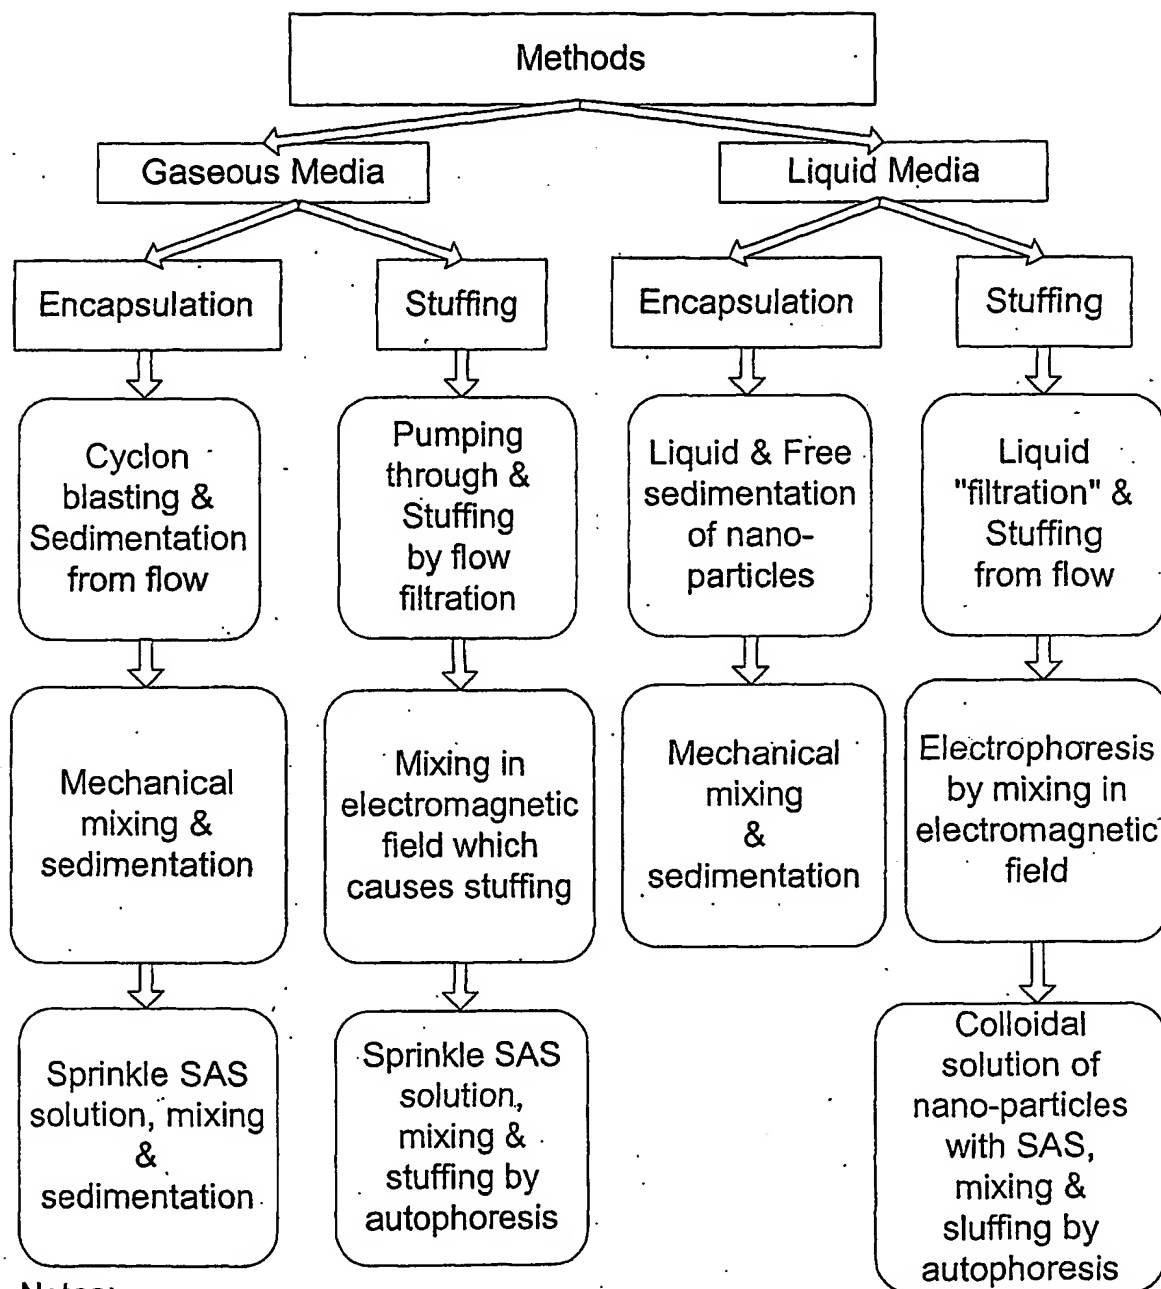 Methods
Gaseous Media
Liquid Media
Encapsulation
Stuffing
Encapsulation
Stuffing
Cyclon
blasting &
Sedimentation
from flow
Pumping
through &
Stuffing
by flow
filtration
Liquid & Free
sedimentation
of nano-
particles
Liquid
"filtration" &
Stuffing
from flow
Mechanical
mixing &
sedimentation
Mixing in
electromagnetic
field which
causes stuffing
Mechanical
mixing
&
sedimentation
Electrophoresis
by mixing in
electromagnetic
field
Sprinkle SAS
solution, mixing
&
sedimentation
Sprinkle SAS
solution,
mixing &
stuffing by
autophoresis
Colloidal
solution of
nano-particles
with SAS,
mixing &
sluffing by
autophoresis